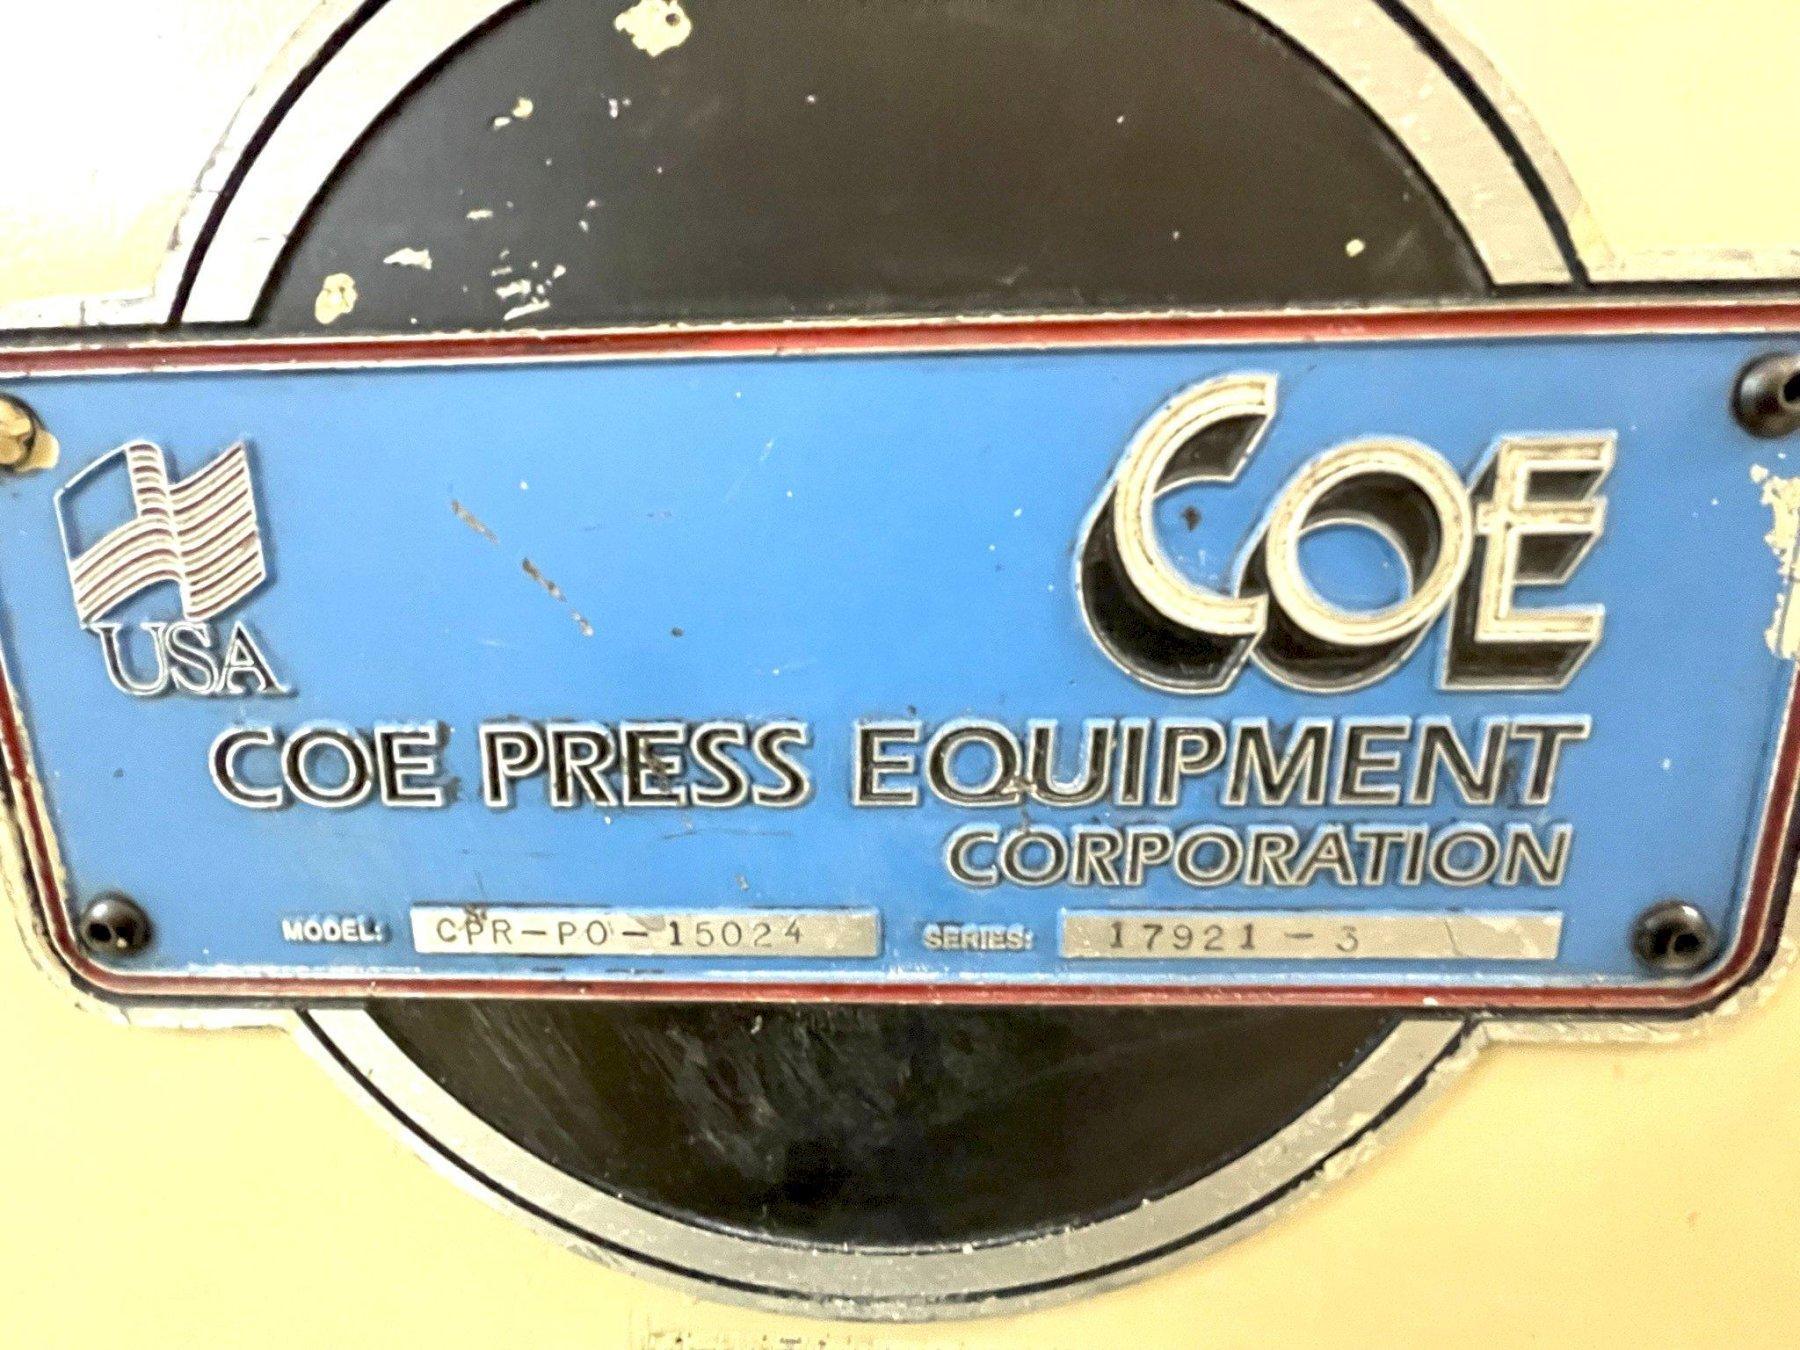 COE
USA
COE PRESS EQUIPMENT
CORPORATION
MODEL: CPR-PO-15024 SERIES: 17921-3